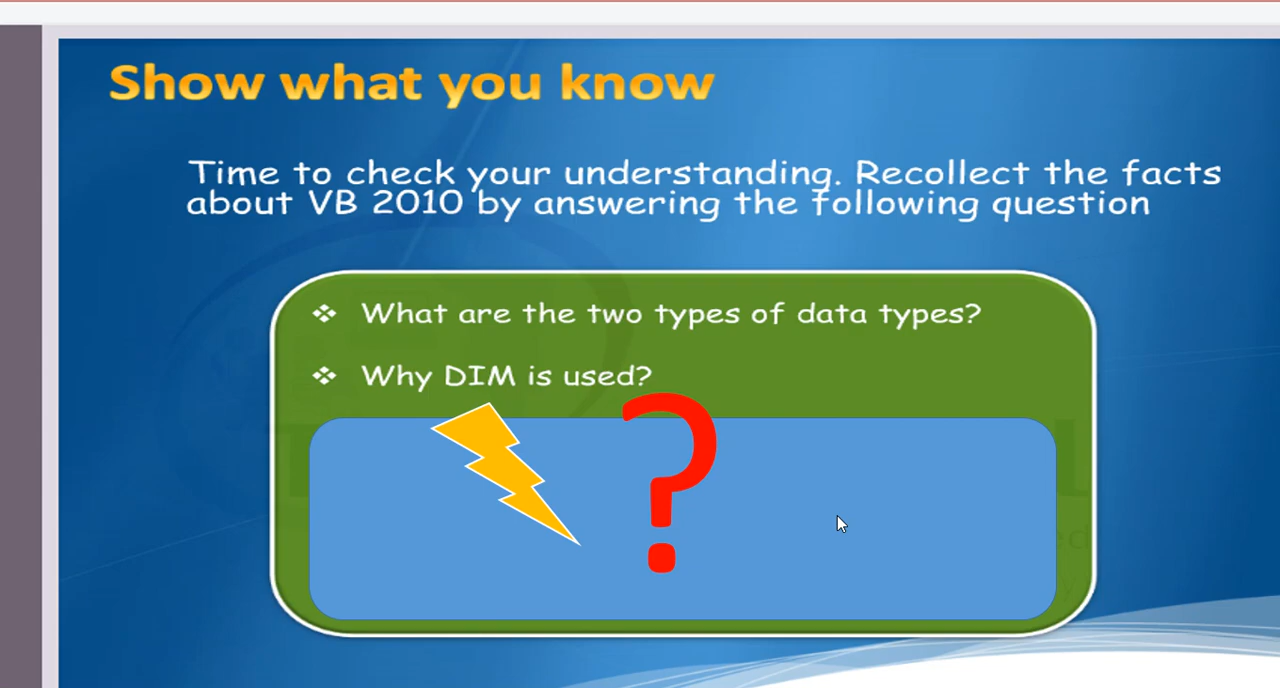 Show what you know
Time to check your understanding. Recollect the facts
about VB 2010 by answering the following question
❖ What are the two types of data types?
❖ Why DIM is used?
?